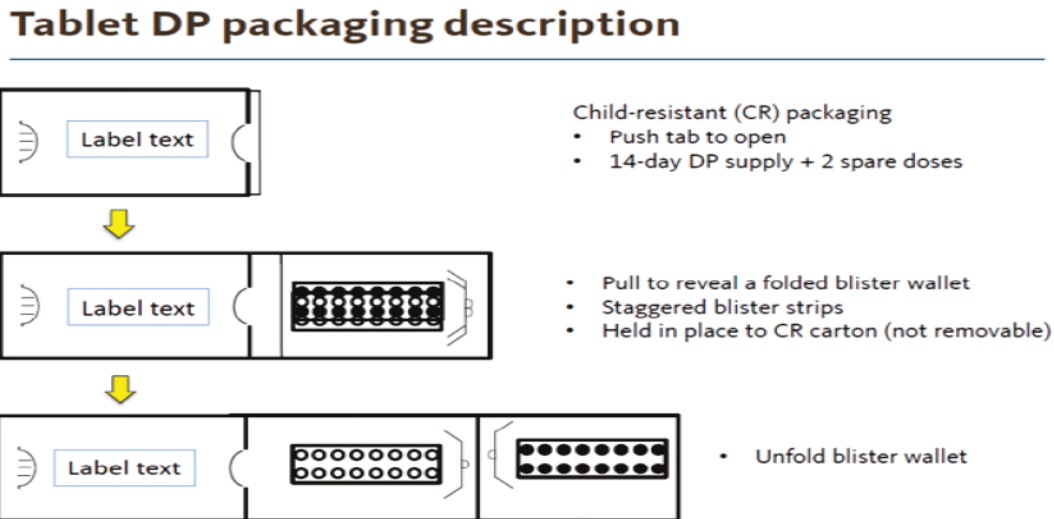 Tablet DP packaging description
Label text
Child-resistant (CR) packaging
• Push tab to open
• 14-day DP supply + 2 spare doses
Label text
• Pull to reveal a folded blister wallet
• Staggered blister strips
• Held in place to CR carton (not removable)
Label text
• Unfold blister wallet